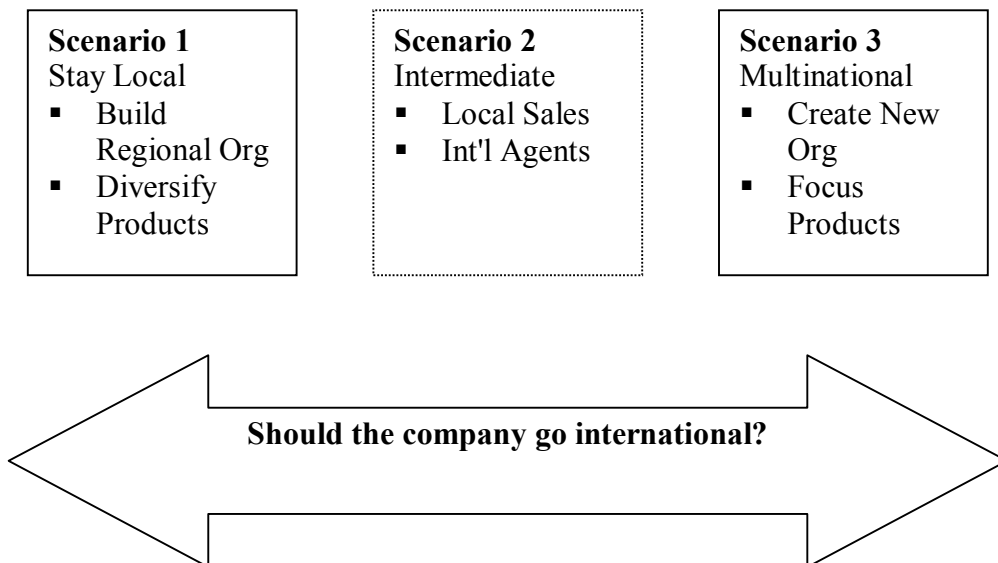 Scenario 1
Stay Local
▪ Build
Regional Org
▪ Diversify
Products
Scenario 2
Intermediate
▪ Local Sales
▪ Int'l Agents
Scenario 3
Multinational
▪ Create New
Org
▪ Focus
Products
Should the company go international?